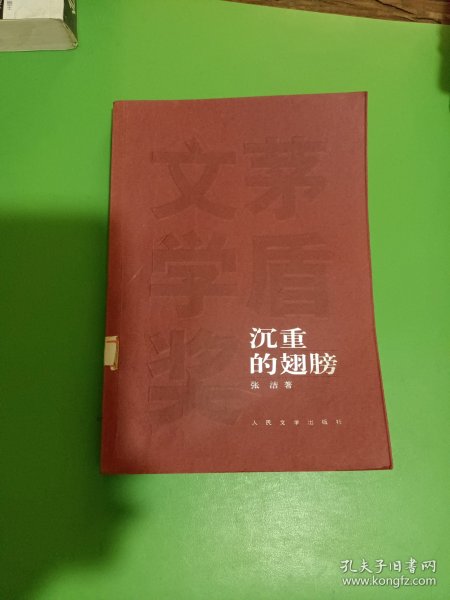 茅盾
文学奖
沉重
的翅膀
张 洁 著
人民文学出版社
孔夫子旧书网
www.kongfz.com